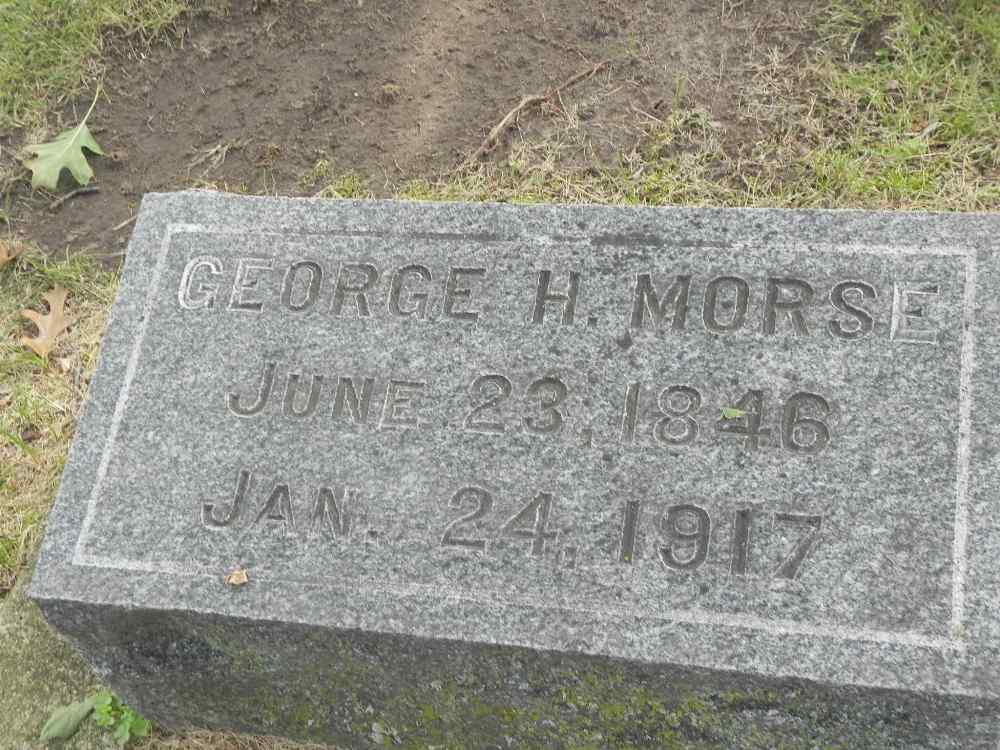 GEORGE H. MORSE
JUNE 23, 1846
JAN. 24, 1917